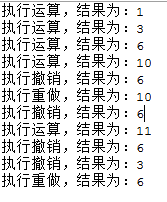 执行运算，结果为：1
执行运算，结果为：3
执行运算，结果为：6
执行运算，结果为：10
执行撤销，结果为：6
执行重做，结果为：10
执行撤销，结果为：6
执行运算，结果为：11
执行撤销，结果为：6
执行撤销，结果为：3
执行重做，结果为：6